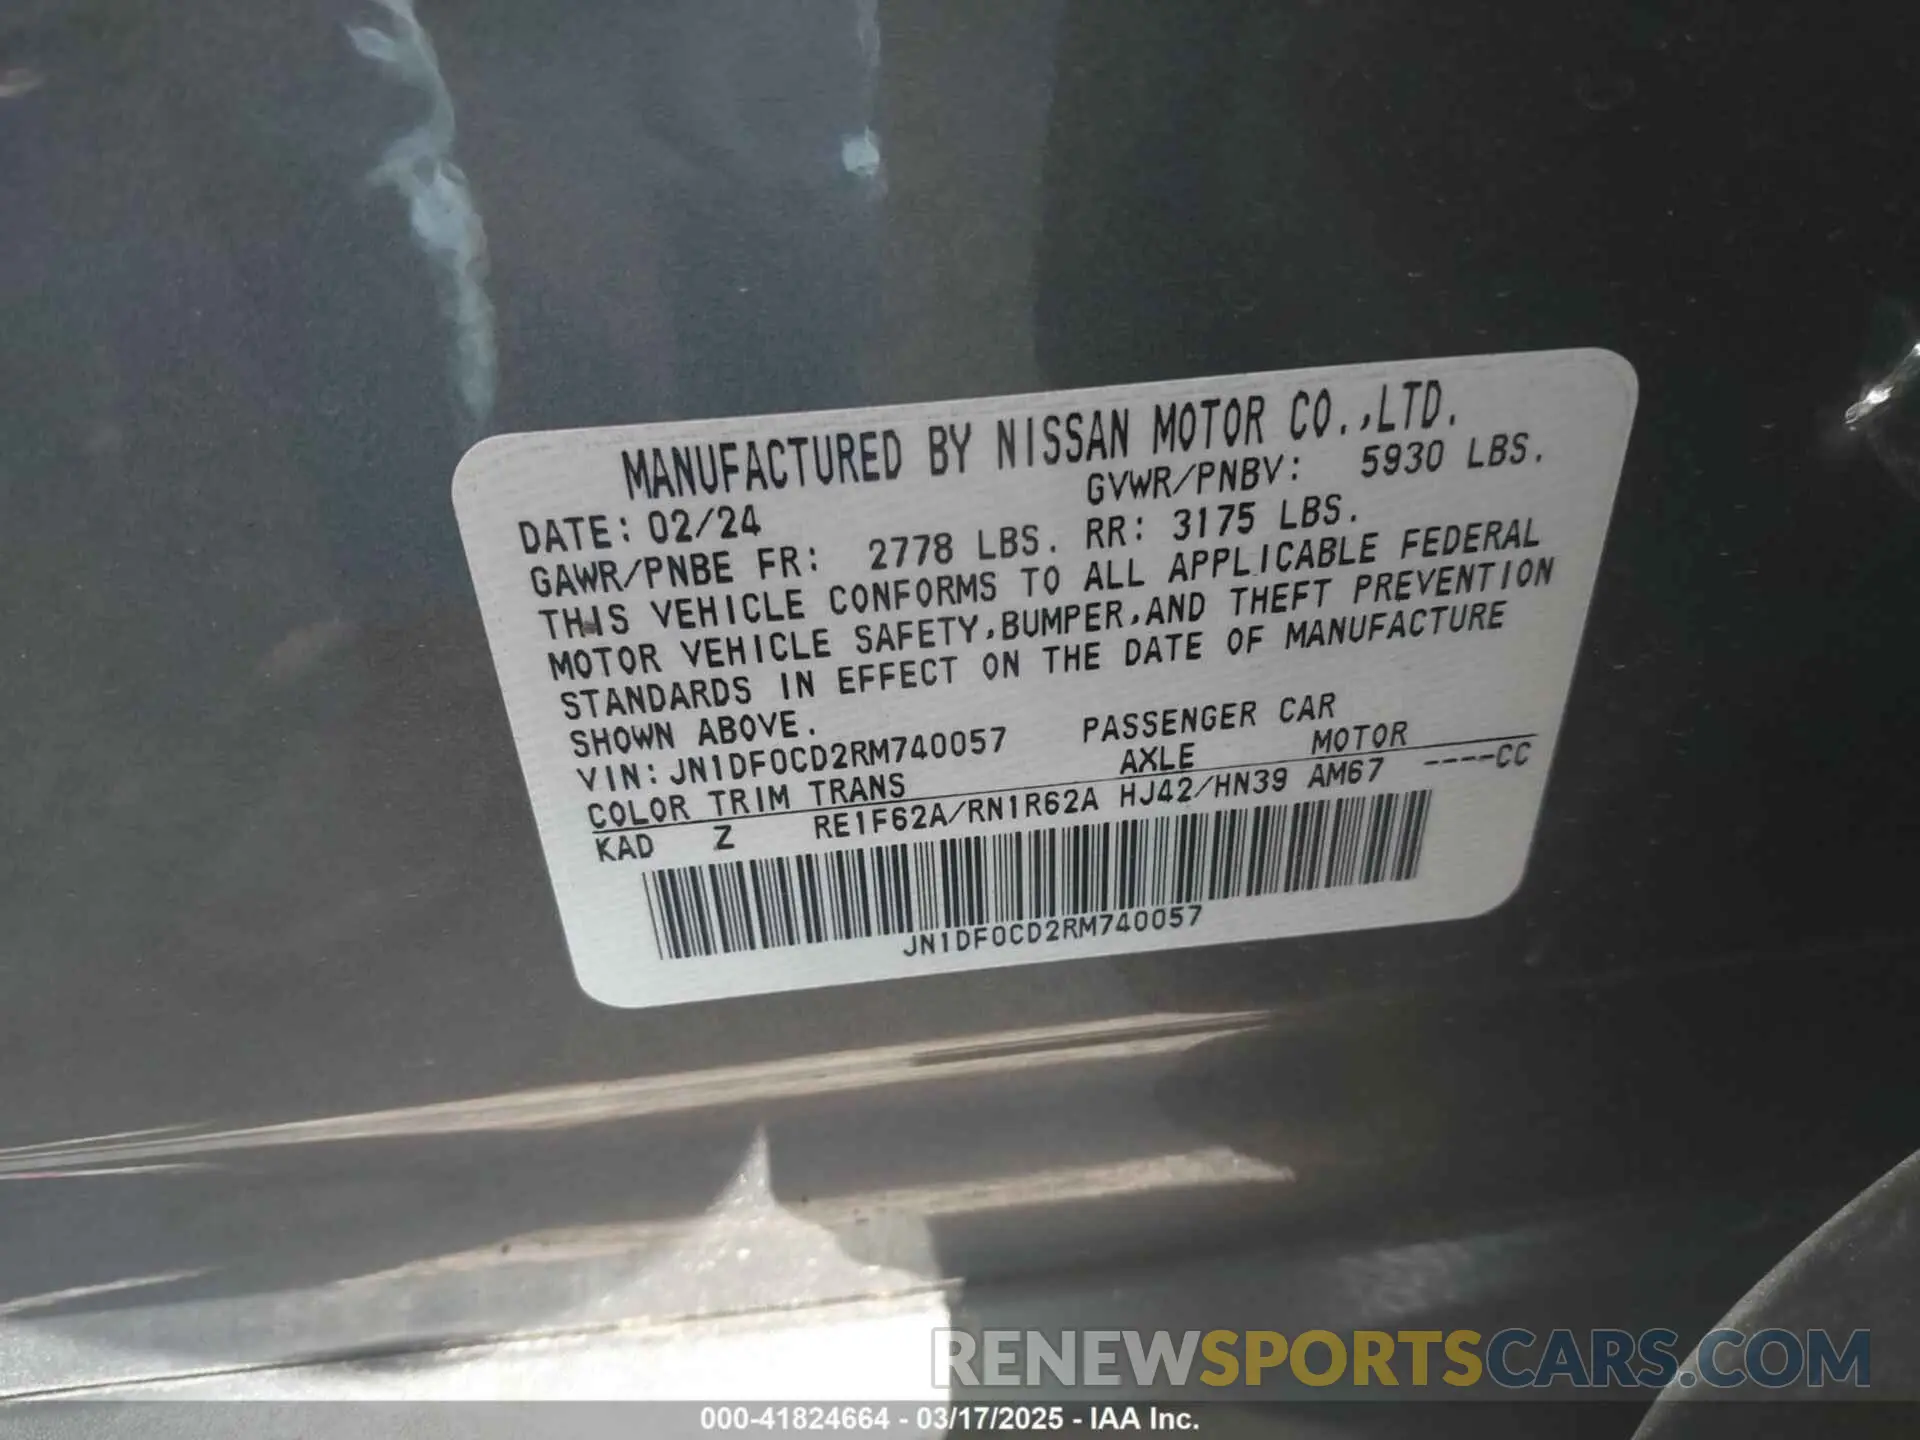 MANUFACTURED BY NISSAN MOTOR CO.,LTD.
DATE: 02/24 GVWR/PNBV: 5930 LBS.
GAWR/PNBE FR: 2778 LBS. RR: 3175 LBS.
THIS VEHICLE CONFORMS TO ALL APPLICABLE FEDERAL
MOTOR VEHICLE SAFETY,BUMPER,AND THEFT PREVENTION
STANDARDS IN EFFECT ON THE DATE OF MANUFACTURE
SHOWN ABOVE.
VIN: JN1DF0CD2RM740057 PASSENGER CAR
COLOR TRIM TRANS AXLE MOTOR
KAD Z RE1F62A/RN1R62A HJ42/HN39 AM67 ----CC
JN1DF0CD2RM740057
RENEWSPORTSCARS.COM
000-41824664 - 03/17/2025 - IAA Inc.